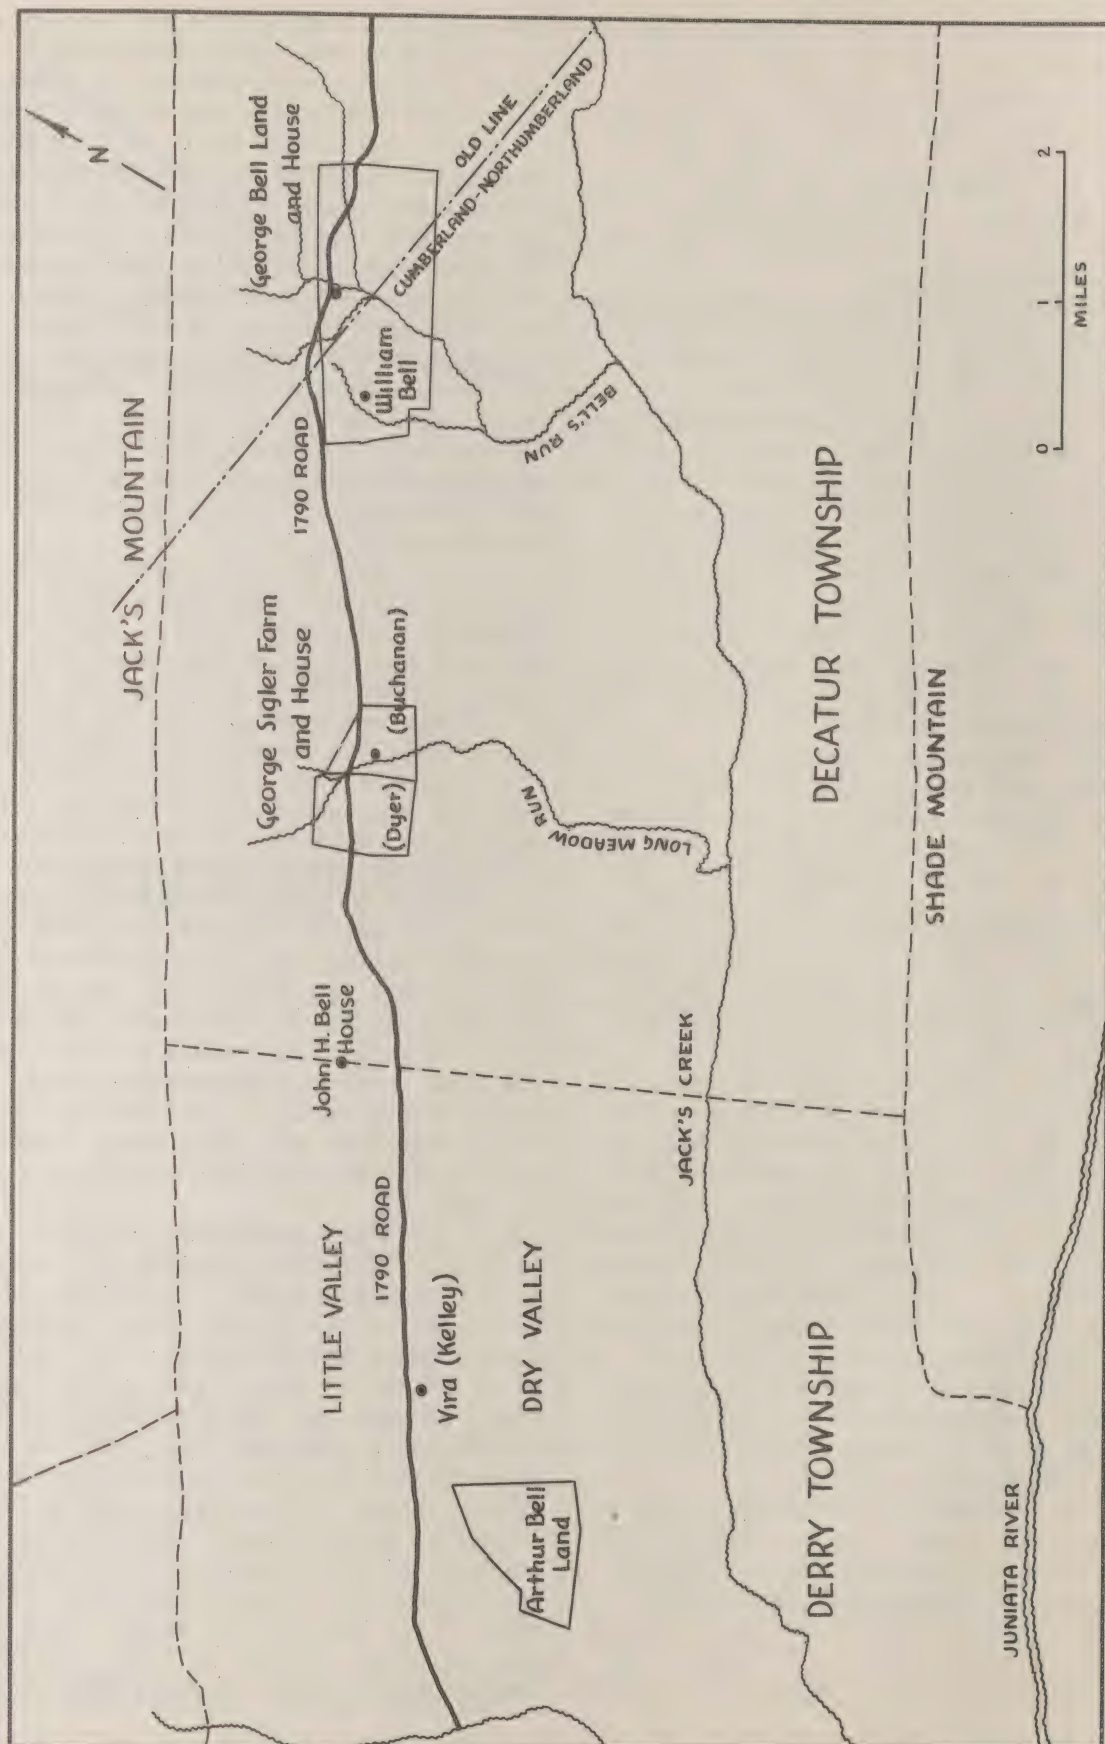 N
George Bell Land
and House
OLD LINE
CUMBERLAND-NORTHUMBERLAND
William
Bell
JACK'S MOUNTAIN
1790 ROAD
BELL'S RUN
George Sigler Farm
and House
(Buchanan)
(Dyer)
LONG MEADOW
RUN
John H. Bell
House
JACK'S CREEK
DECATUR TOWNSHIP
SHADE MOUNTAIN
0
1
2
MILES
LITTLE VALLEY
1790 ROAD
Vira (Kelley)
DRY VALLEY
Arthur Bell
Land
DERRY TOWNSHIP
JUNIATA RIVER